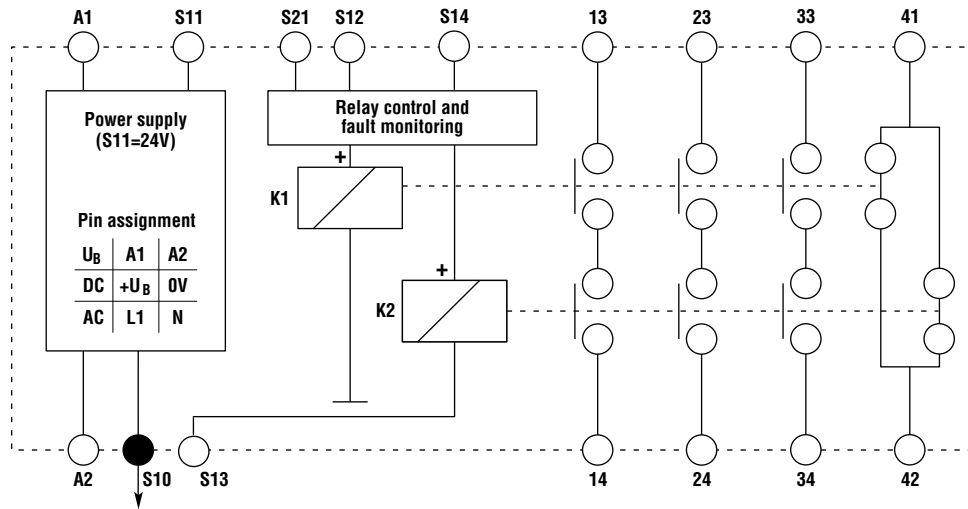 A1 S11 S21 S12 S14 13 23 33 41
Power supply
(S11=24V)
Relay control and
fault monitoring
+
K1
Pin assignment
UB A1 A2
DC +UB 0V
AC L1 N
+
K2
A2 S10 S13 14 24 34 42